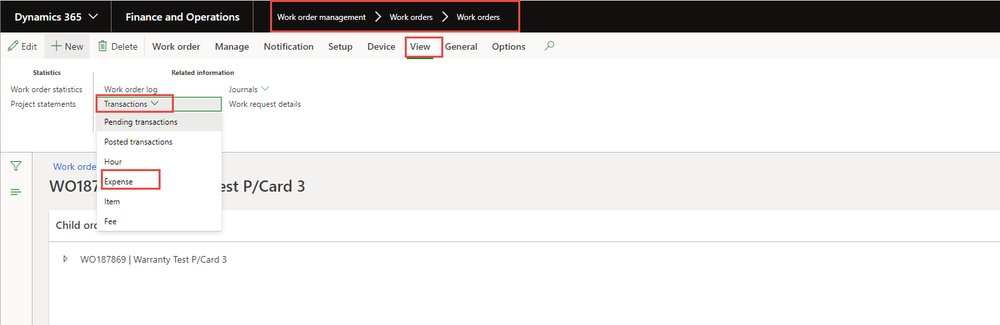 Dynamics 365 Finance and Operations Work order management Work orders Work orders
Edit New Delete Work order Manage Notification Setup Device View General Options
Statistics Related information
Work order statistics Work order log Journals
Project statements Transactions Work request details
Pending transactions
Posted transactions
Hour
Expense
Item
Fee
Work orde
WO187 est P/Card 3
Child ord
WO187869 | Warranty Test P/Card 3